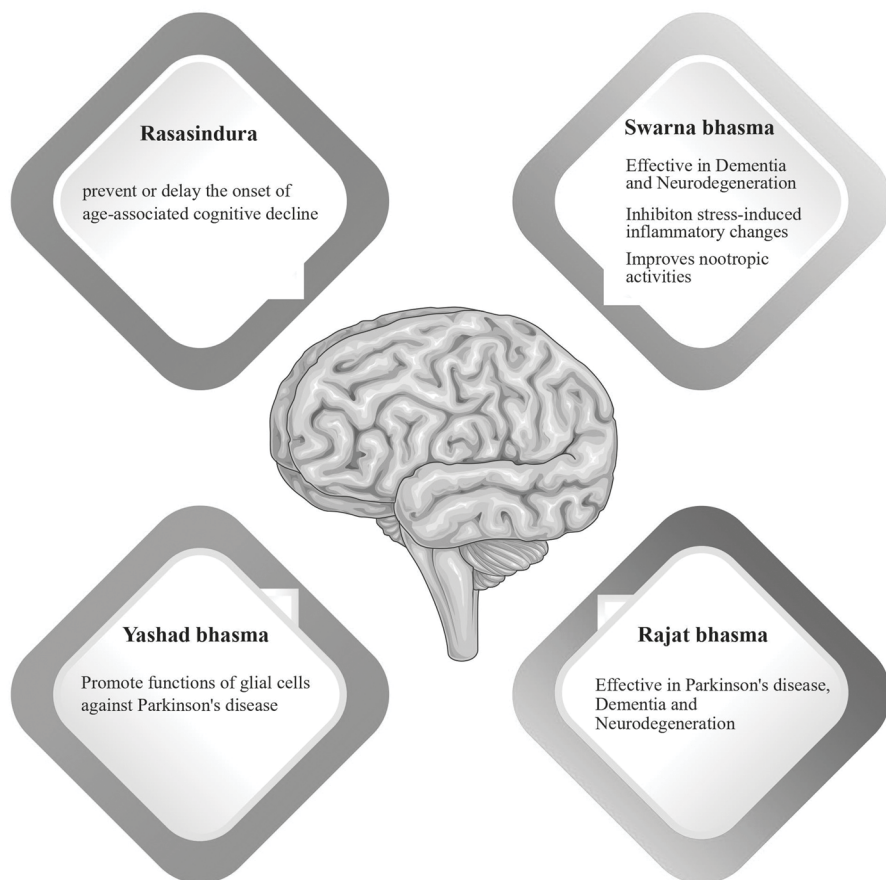 Rasasindura
prevent or delay the onset of
age-associated cognitive decline
Swarna bhasma
Effective in Dementia
and Neurodegeneration
Inhibiton stress-induced
inflammatory changes
Improves nootropic
activities
Yashad bhasma
Promote functions of glial cells
against Parkinson's disease
Rajat bhasma
Effective in Parkinson's disease,
Dementia and
Neurodegeneration